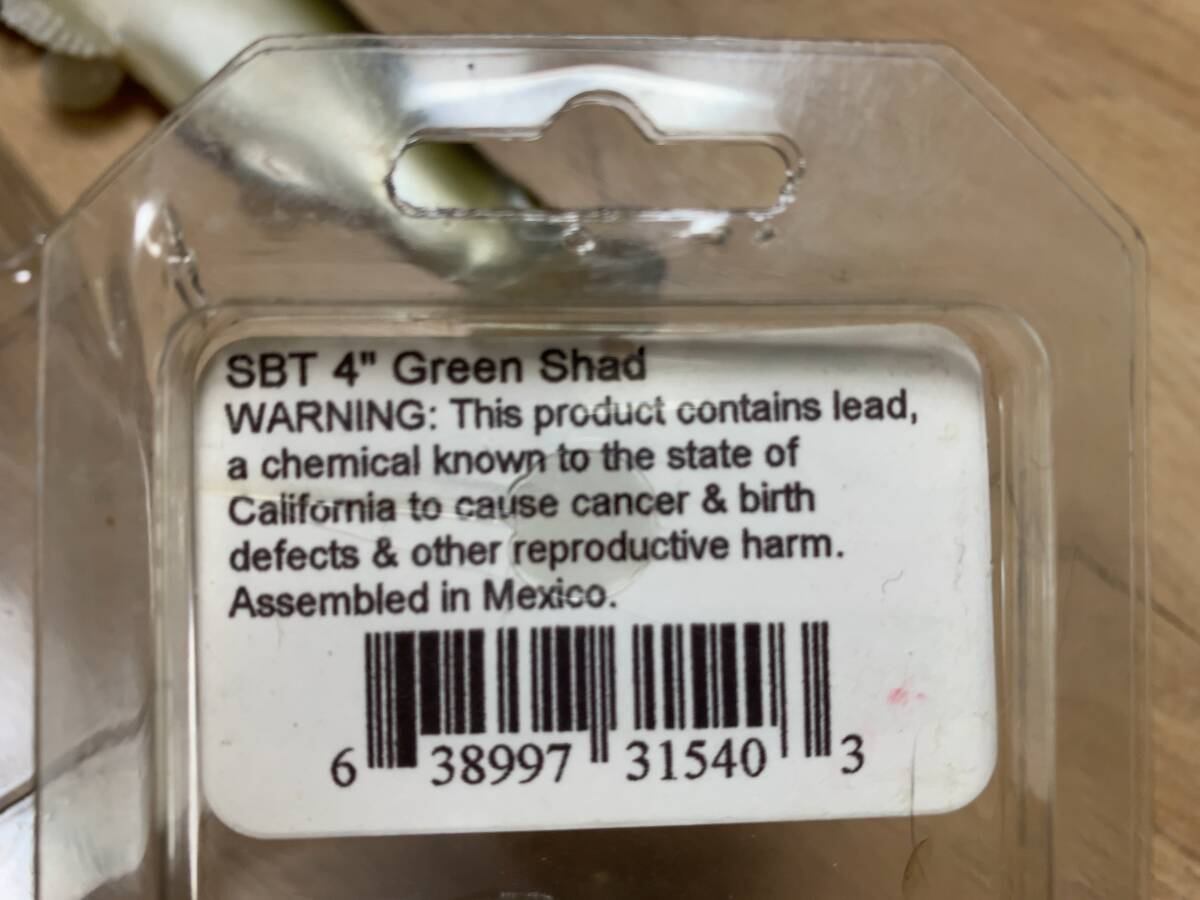 SBT 4" Green Shad
WARNING: This product contains lead,
a chemical known to the state of
California to cause cancer & birth
defects & other reproductive harm.
Assembled in Mexico.
6 38997 31540 3